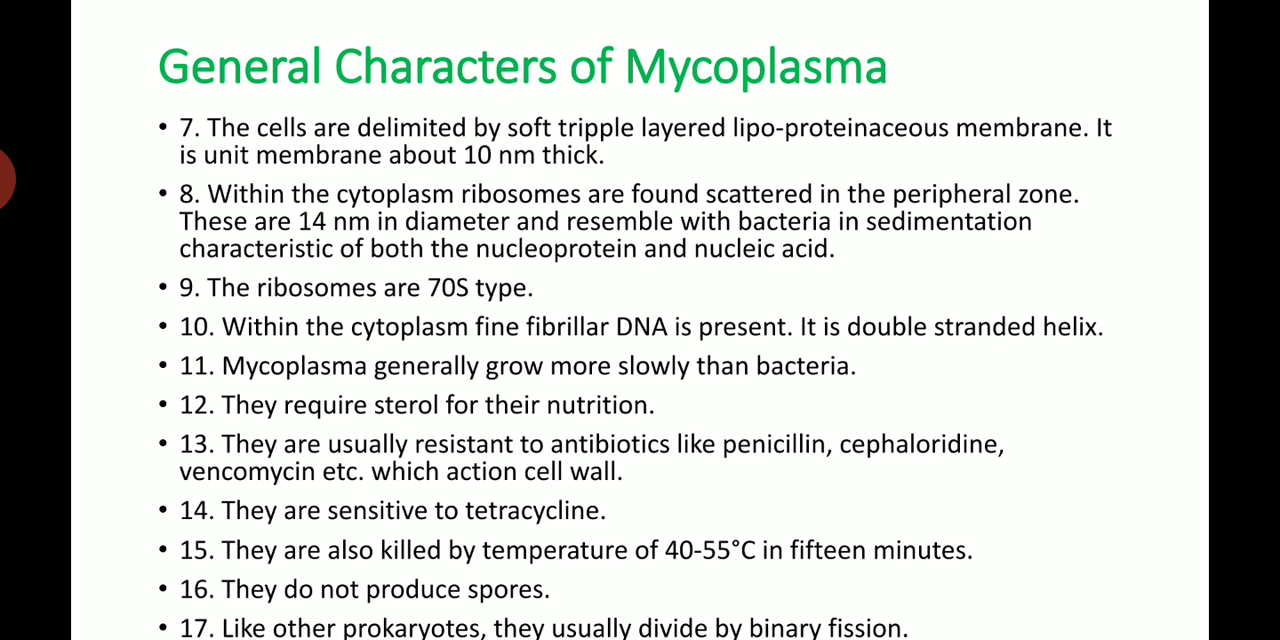 General Characters of Mycoplasma
• 7. The cells are delimited by soft tripple layered lipo-proteinaceous membrane. It
is unit membrane about 10 nm thick.
• 8. Within the cytoplasm ribosomes are found scattered in the peripheral zone.
These are 14 nm in diameter and resemble with bacteria in sedimentation
characteristic of both the nucleoprotein and nucleic acid.
• 9. The ribosomes are 70S type.
• 10. Within the cytoplasm fine fibrillar DNA is present. It is double stranded helix.
• 11. Mycoplasma generally grow more slowly than bacteria.
• 12. They require sterol for their nutrition.
• 13. They are usually resistant to antibiotics like penicillin, cephaloridine,
vencomycin etc. which action cell wall.
• 14. They are sensitive to tetracycline.
• 15. They are also killed by temperature of 40-55°C in fifteen minutes.
• 16. They do not produce spores.
• 17. Like other prokaryotes, they usually divide by binary fission.